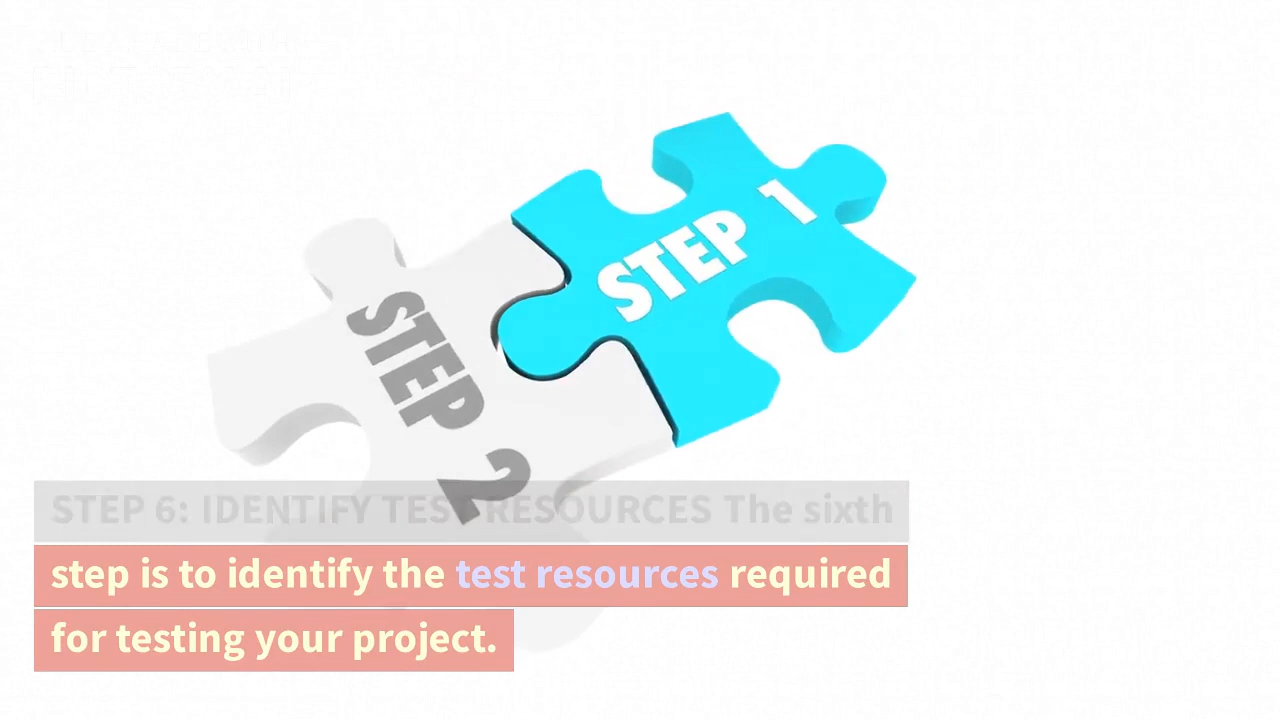 STEP 1
STEP 2
STEP 6: IDENTIFY TEST RESOURCES The sixth
step is to identify the test resources required
for testing your project.